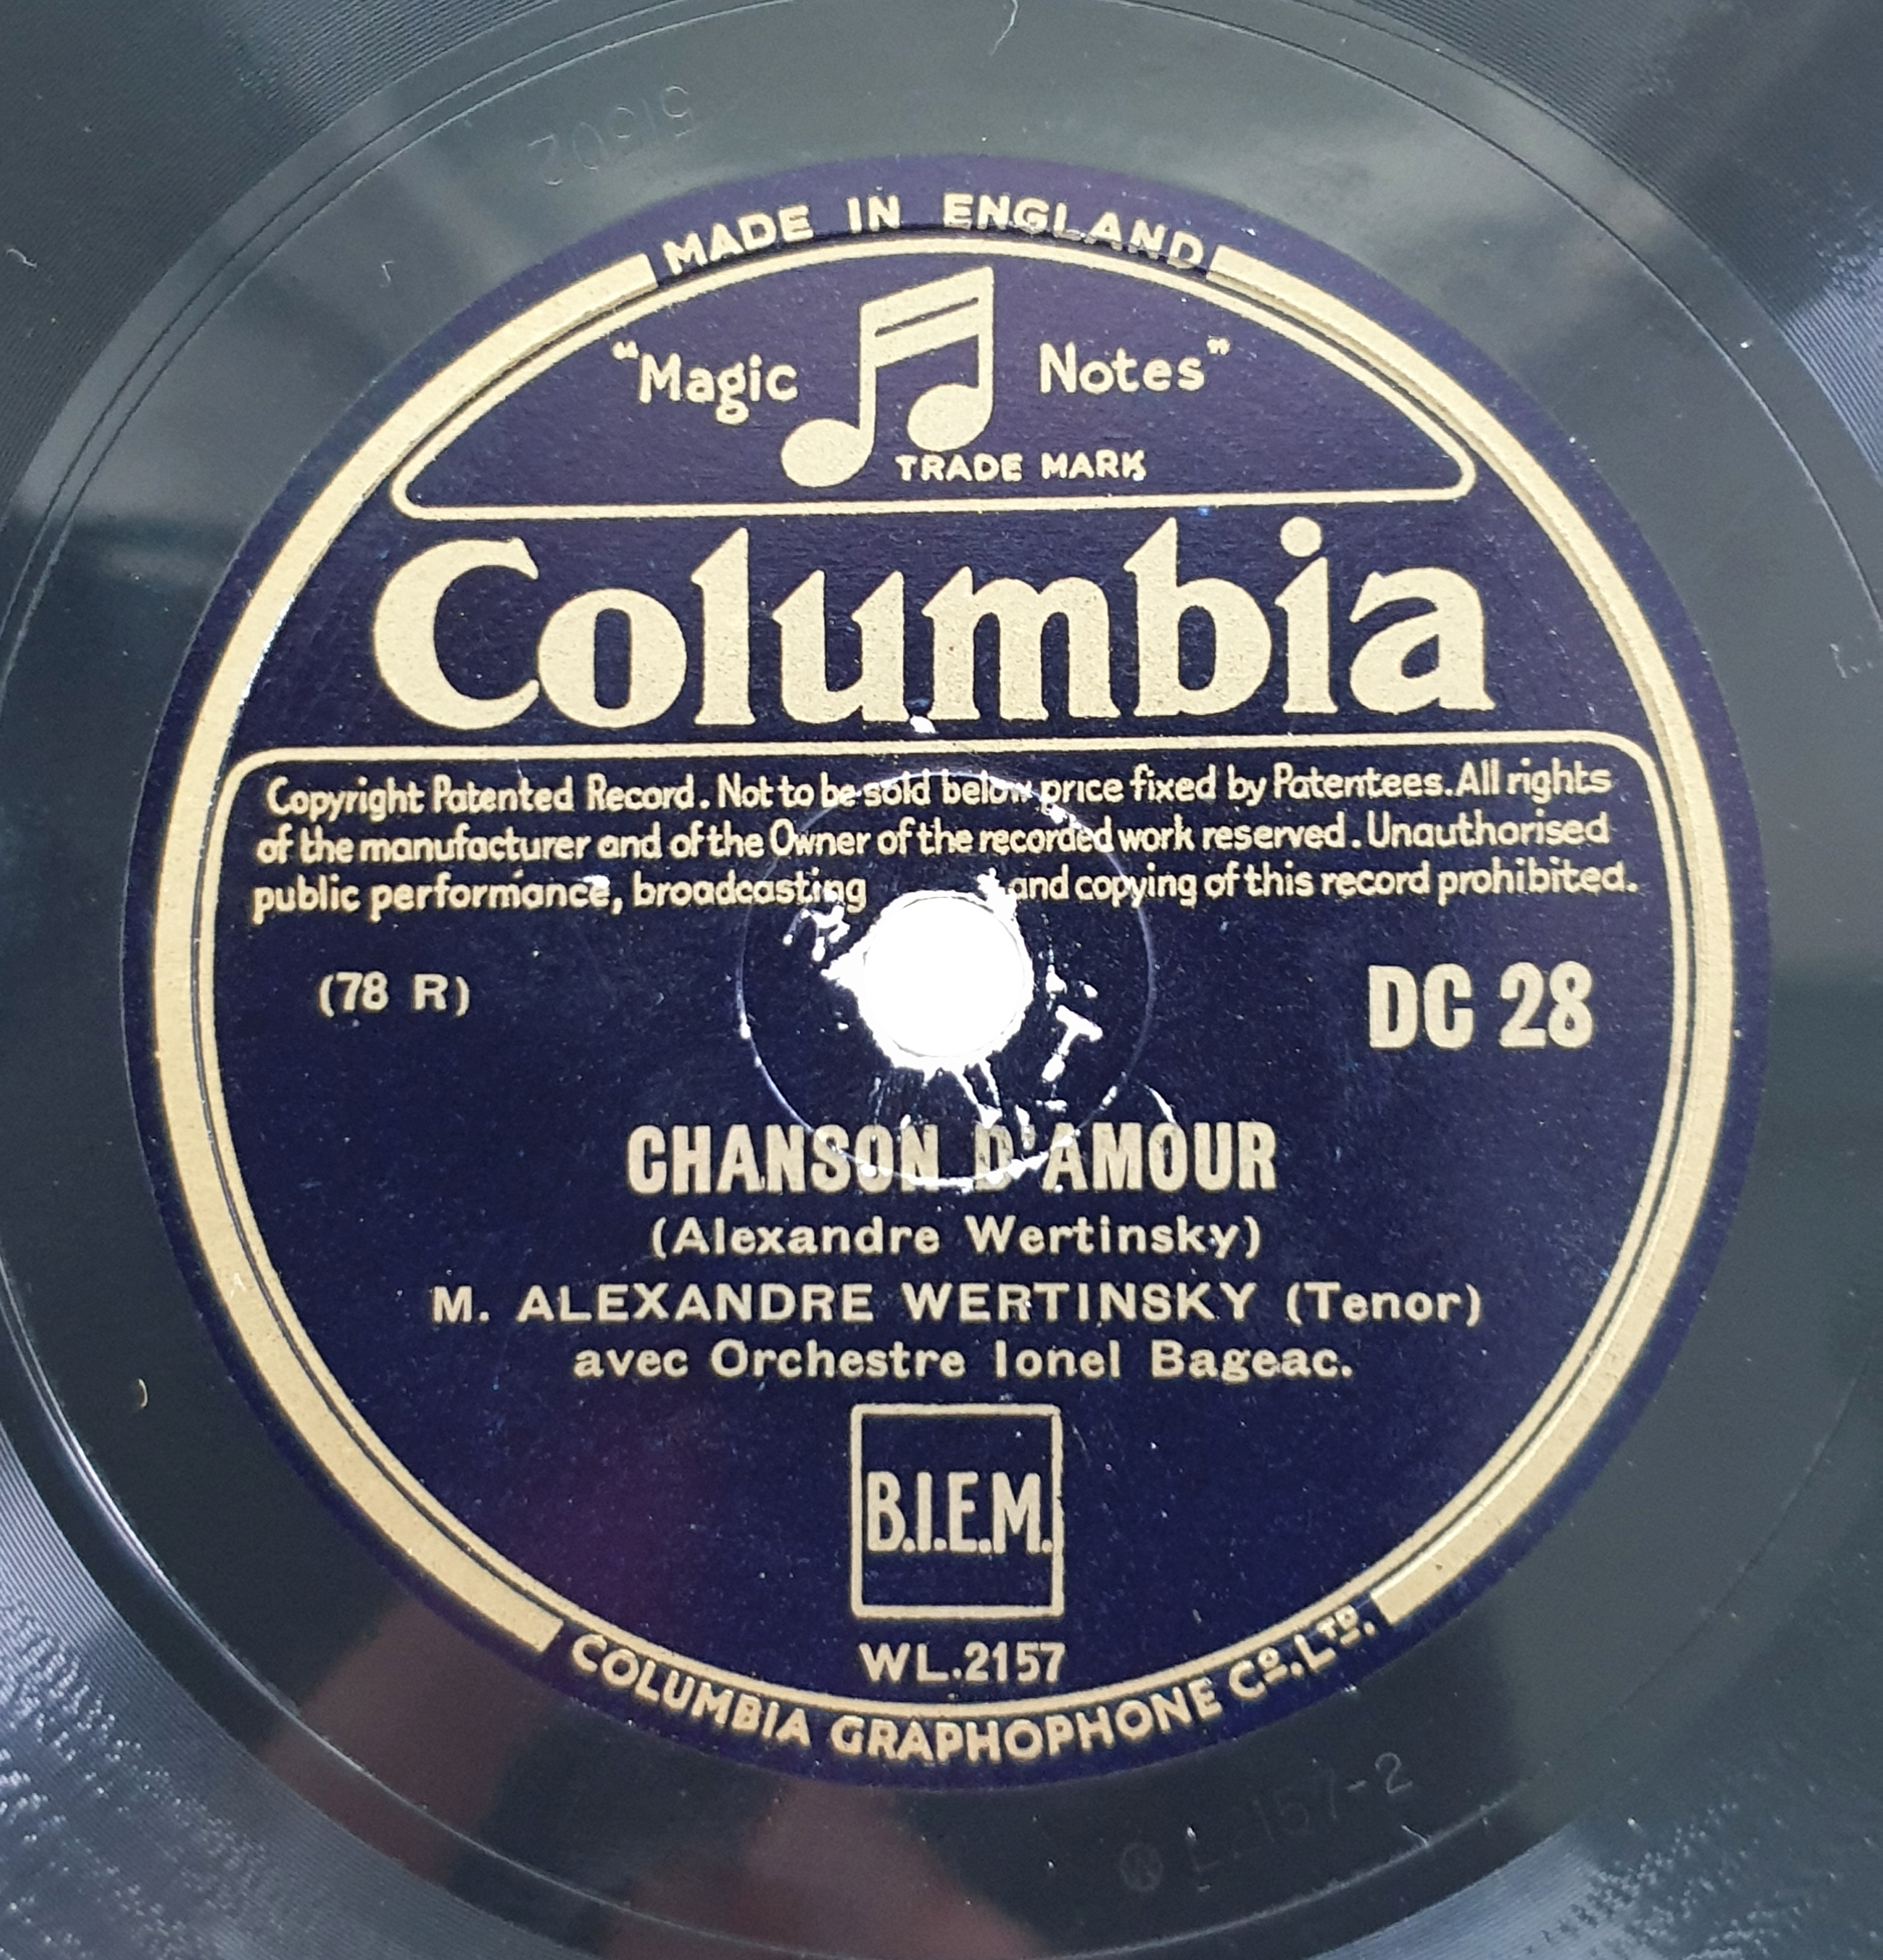 MADE IN ENGLAND
"Magic Notes"
TRADE MARK
Columbia
Copyright Patented Record. Not to be sold below price fixed by Patentees. All rights
of the manufacturer and of the Owner of the recorded work reserved. Unauthorised
public performance, broadcasting and copying of this record prohibited.
(78 R)
DC 28
CHANSON D'AMOUR
(Alexandre Wertinsky)
M. ALEXANDRE WERTINSKY (Tenor)
avec Orchestre Ionel Bageac.
B.I.E.M.
WL.2157
COLUMBIA GRAPHOPHONE Co. LTD.